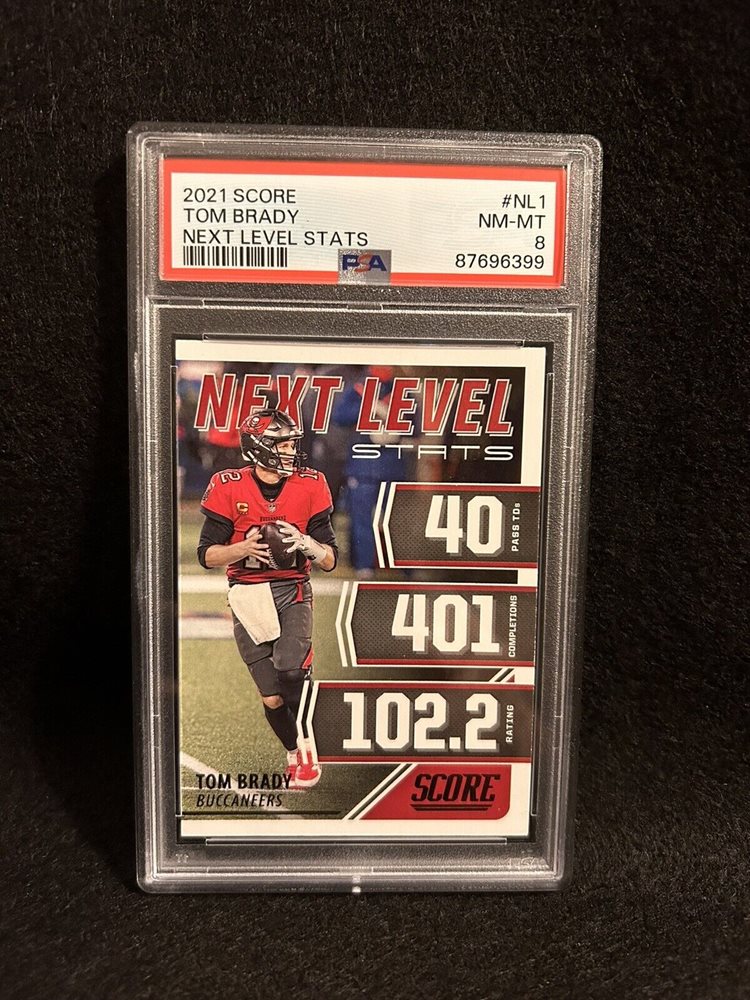 2021 SCORE #NL1
TOM BRADY NM-MT
NEXT LEVEL STATS 8
PSA 87696399
NEXT LEVEL
STATS
40 PASS TDs
401 COMPLETIONS
102.2 RATING
12
TOM BRADY
BUCCANEERS
SCORE